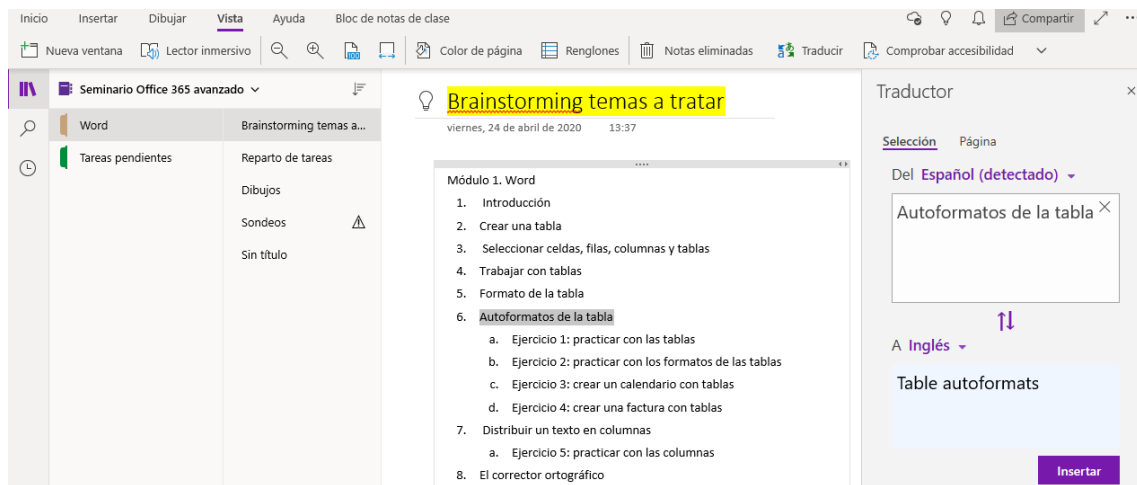 Inicio Insertar Dibujar Vista Ayuda Bloc de notas de clase Compartir
Nueva ventana Lector inmersivo 100 Color de página Renglones Notas eliminadas Traducir Comprobar accesibilidad
Seminario Office 365 avanzado
Word
Tareas pendientes
Brainstorming temas a...
Reparto de tareas
Dibujos
Sondeos
Sin título
Brainstorming temas a tratar
viernes, 24 de abril de 2020 13:37
Módulo 1. Word
1. Introducción
2. Crear una tabla
3. Seleccionar celdas, filas, columnas y tablas
4. Trabajar con tablas
5. Formato de la tabla
6. Autoformatos de la tabla
a. Ejercicio 1: practicar con las tablas
b. Ejercicio 2: practicar con los formatos de las tablas
c. Ejercicio 3: crear un calendario con tablas
d. Ejercicio 4: crear una factura con tablas
7. Distribuir un texto en columnas
a. Ejercicio 5: practicar con las columnas
8. El corrector ortográfico
Traductor
Selección Página
Del Español (detectado)
Autoformatos de la tabla
A Inglés
Table autoformats
Insertar